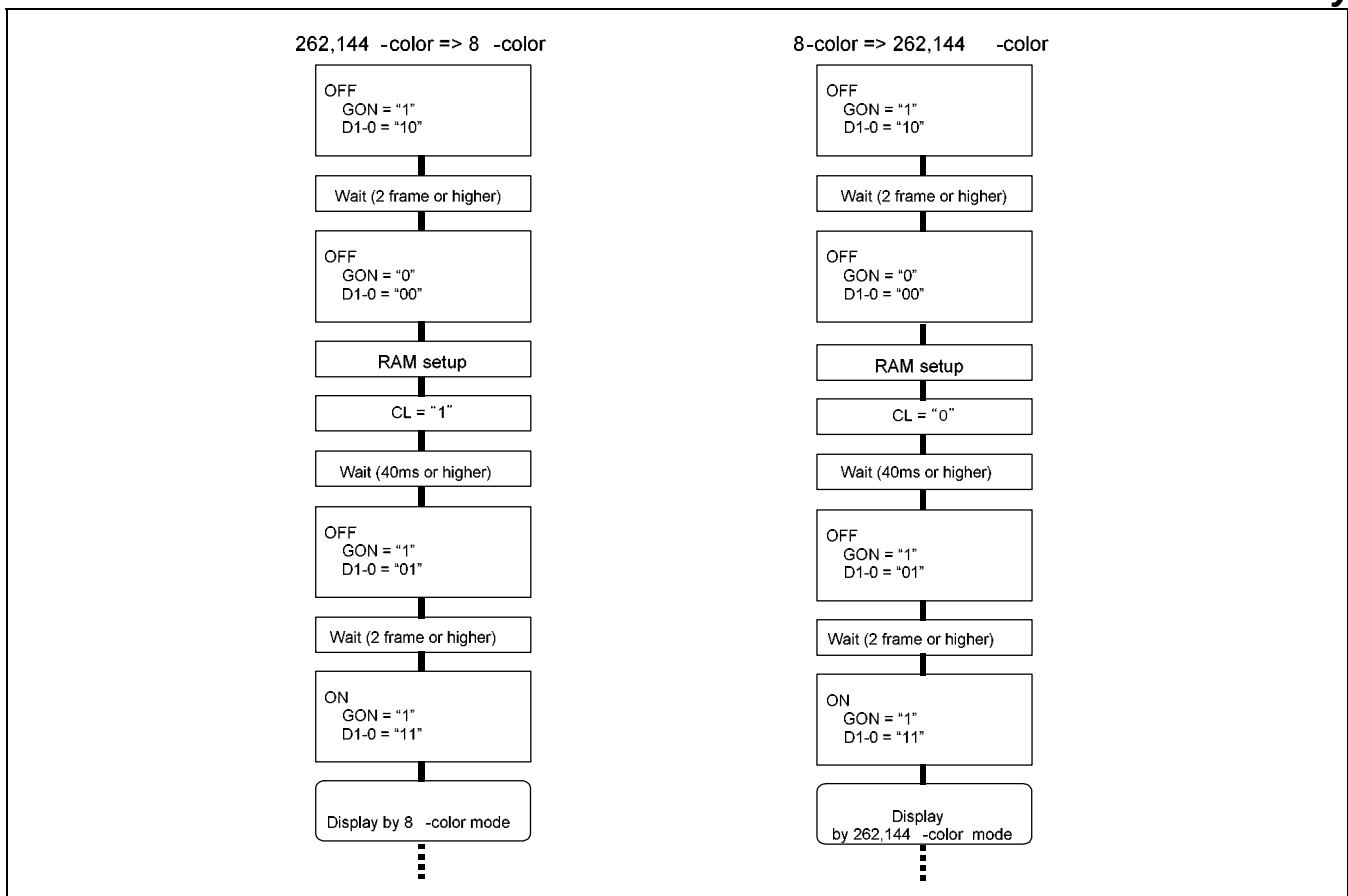 y
262,144 -color => 8 -color
OFF
GON = “1”
D1-0 = “10”
Wait (2 frame or higher)
OFF
GON = “0”
D1-0 = “00”
RAM setup
CL = “1”
Wait (40ms or higher)
OFF
GON = “1”
D1-0 = “01”
Wait (2 frame or higher)
ON
GON = “1”
D1-0 = “11”
Display by 8 -color mode
8-color => 262,144 -color
OFF
GON = “1”
D1-0 = “10”
Wait (2 frame or higher)
OFF
GON = “0”
D1-0 = “00”
RAM setup
CL = “0”
Wait (40ms or higher)
OFF
GON = “1”
D1-0 = “01”
Wait (2 frame or higher)
ON
GON = “1”
D1-0 = “11”
Display
by 262,144 -color mode